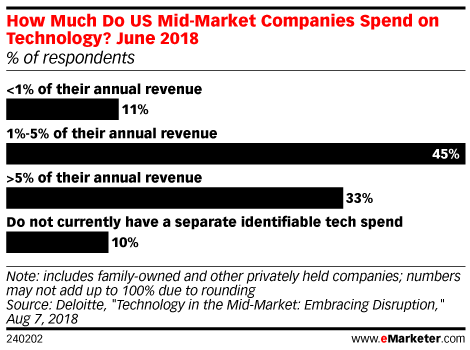 How Much Do US Mid-Market Companies Spend on
Technology? June 2018
% of respondents
<1% of their annual revenue
11%
1%-5% of their annual revenue
45%
>5% of their annual revenue
33%
Do not currently have a separate identifiable tech spend
10%
Note: includes family-owned and other privately held companies; numbers
may not add up to 100% due to rounding
Source: Deloitte, "Technology in the Mid-Market: Embracing Disruption,"
Aug 7, 2018
240202 www.eMarketer.com